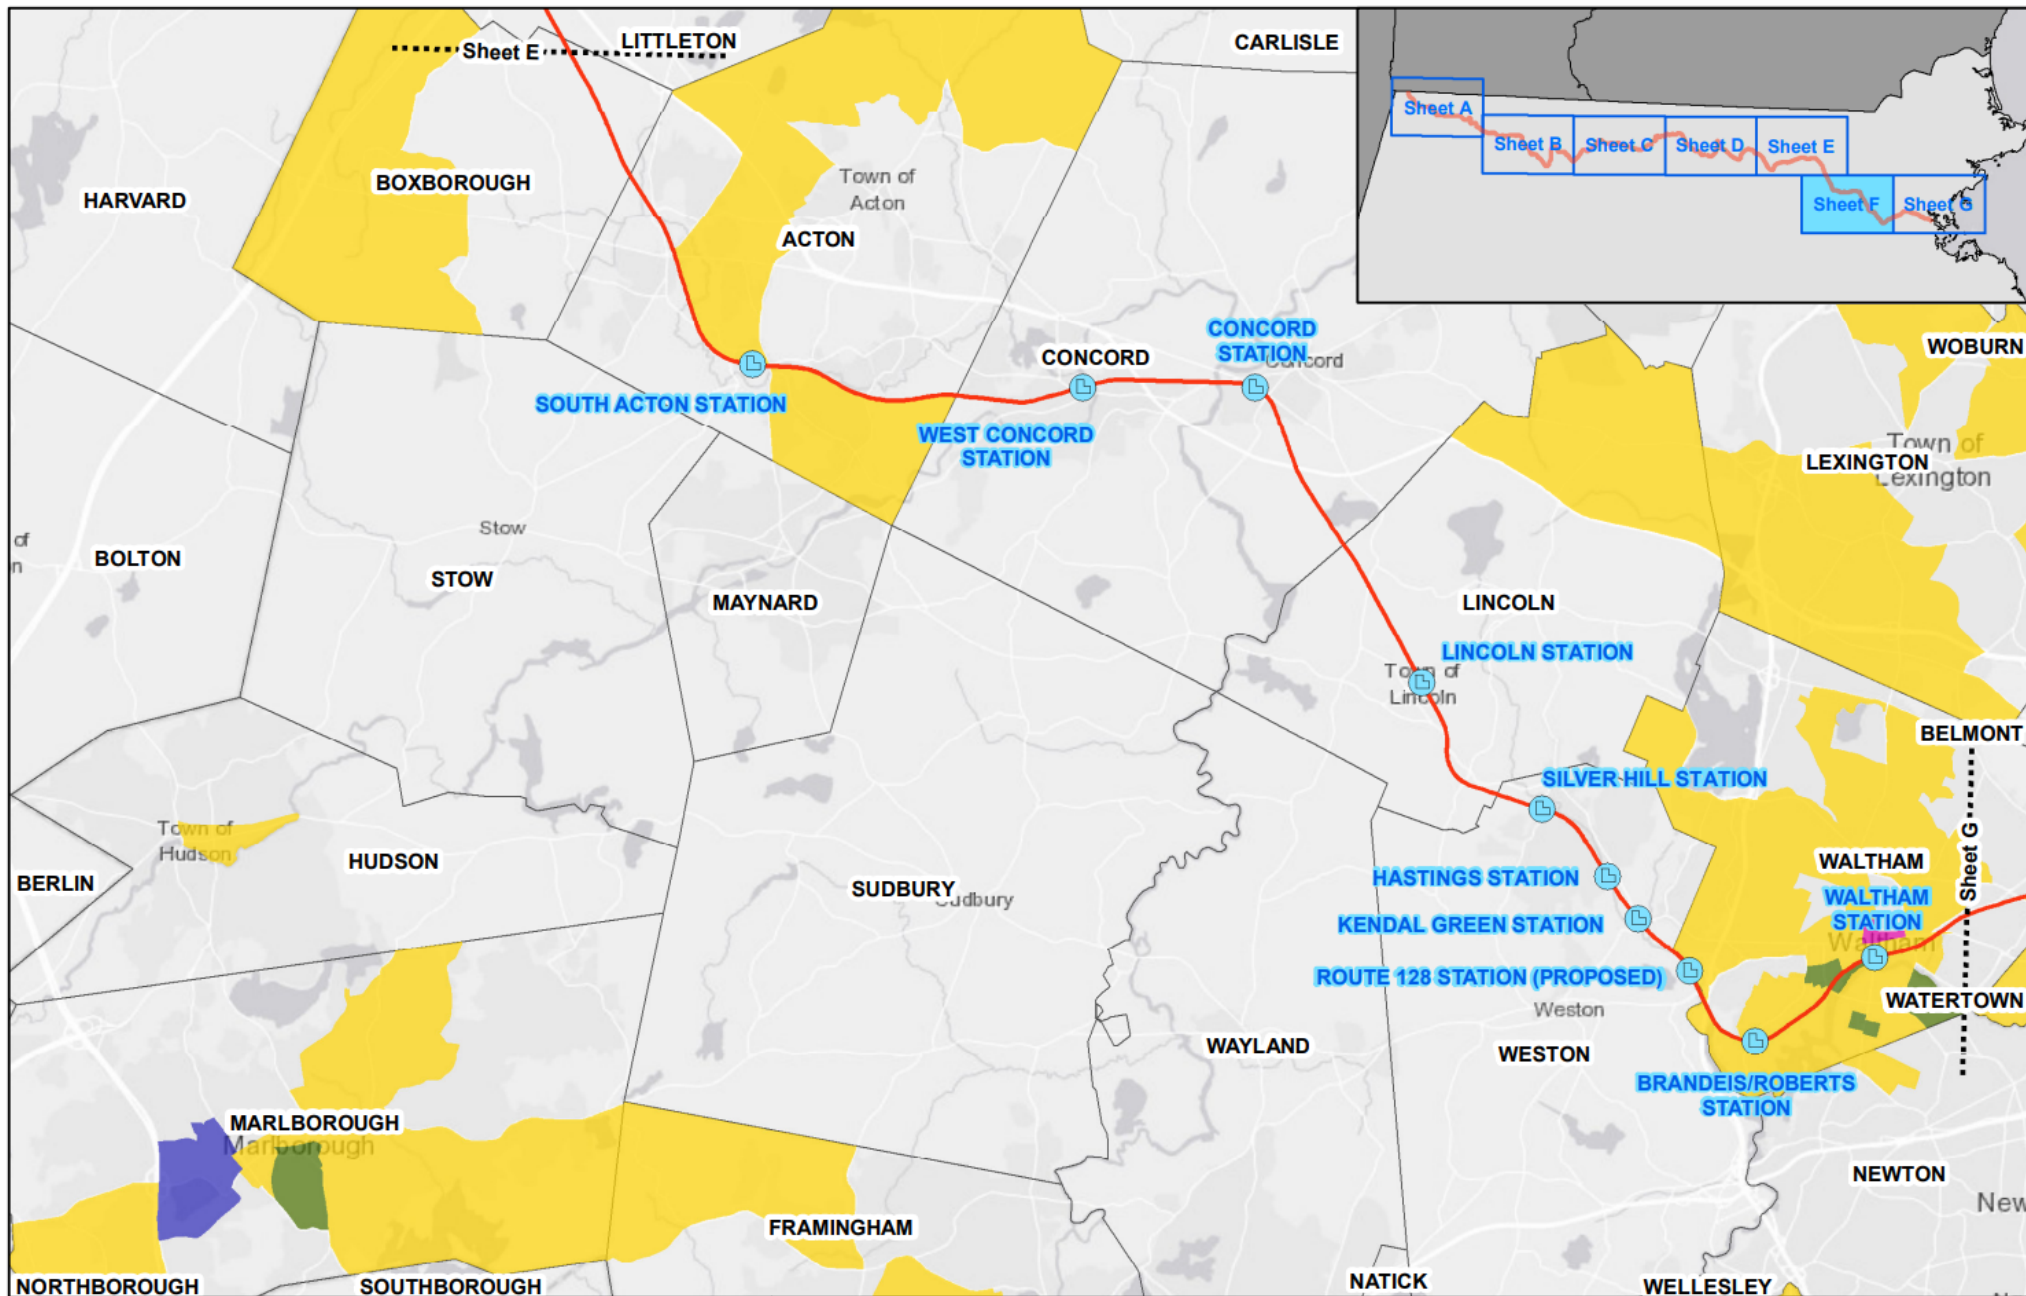 Sheet E
LITTLETON
CARLISLE
Sheet A
Sheet B
Sheet C
Sheet D
Sheet E
Sheet F
Sheet G
HARVARD
BOXBOROUGH
Town of
Acton
ACTON
CONCORD
STATION
Concord
CONCORD
WOBURN
SOUTH ACTON STATION
WEST CONCORD
STATION
Town of
LEXINGTON
Lexington
Stow
of
n
BOLTON
STOW
MAYNARD
LINCOLN
LINCOLN STATION
Town of
Lincoln
BELMONT
SILVER HILL STATION
Town of
Hudson
HUDSON
BERLIN
SUDBURY
Sudbury
HASTINGS STATION
WALTHAM
WALTHAM
STATION
Waltham
Sheet G
KENDAL GREEN STATION
ROUTE 128 STATION (PROPOSED)
Weston
WATERTOWN
WAYLAND
WESTON
BRANDEIS/ROBERTS
STATION
MARLBOROUGH
Marlborough
NEWTON
New
FRAMINGHAM
NORTHBOROUGH
SOUTHBOROUGH
NATICK
WELLESLEY